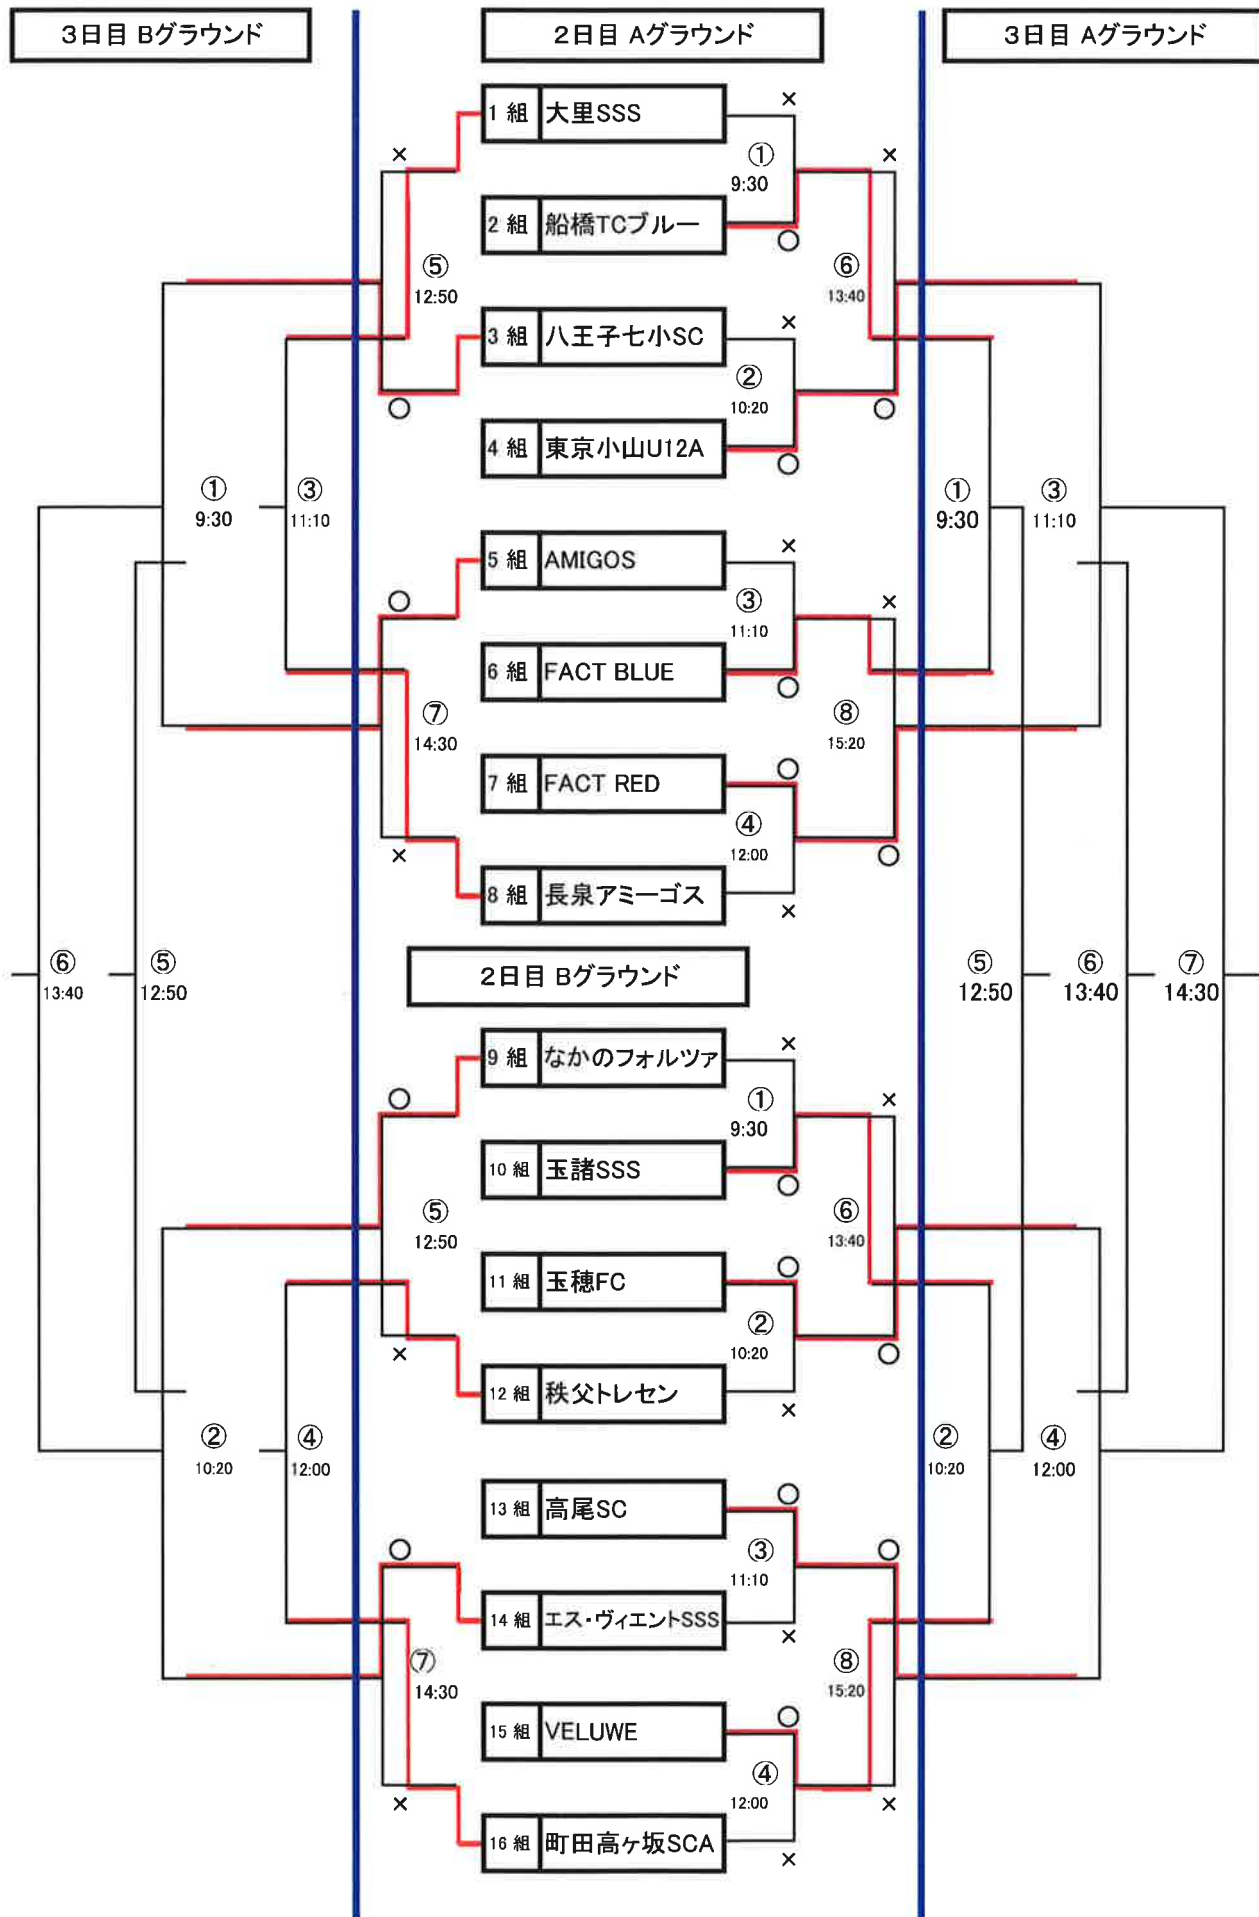 3日目 Bグラウンド
2日目 Aグラウンド
3日目 Aグラウンド
1 組 大里SSS ×
× ① ×
9:30
2 組 船橋TCブルー
○
⑤ ⑥
12:50 13:40
3 組 八王子七小SC ×
②
○ 10:20 ○
4 組 東京小山U12A
○
① ③ ① ③
9:30 11:10 9:30 11:10
5 組 AMIGOS ×
○ ③ ×
11:10
6 組 FACT BLUE
○
⑦ ⑧
14:30 15:20
7 組 FACT RED ○
④
× 12:00 ○
8 組 長泉アミーゴス
×
2日目 Bグラウンド
⑥ ⑤ ⑤ ⑥ ⑦
13:40 12:50 12:50 13:40 14:30
9 組 なかのフォルツァ ×
○ ① ×
9:30
10 組 玉諸SSS
○
⑤ ⑥
12:50 13:40
11 組 玉穂FC ○
②
× 10:20 ○
12 組 秩父トレセン
×
② ④ ② ④
10:20 12:00 10:20 12:00
13 組 高尾SC ○
○ ③ ○
11:10
14 組 エス・ヴィエントSSS
×
⑦ ⑧
14:30 15:20
15 組 VELUWE ○
④
× 12:00 ×
16 組 町田高ヶ坂SCA
×